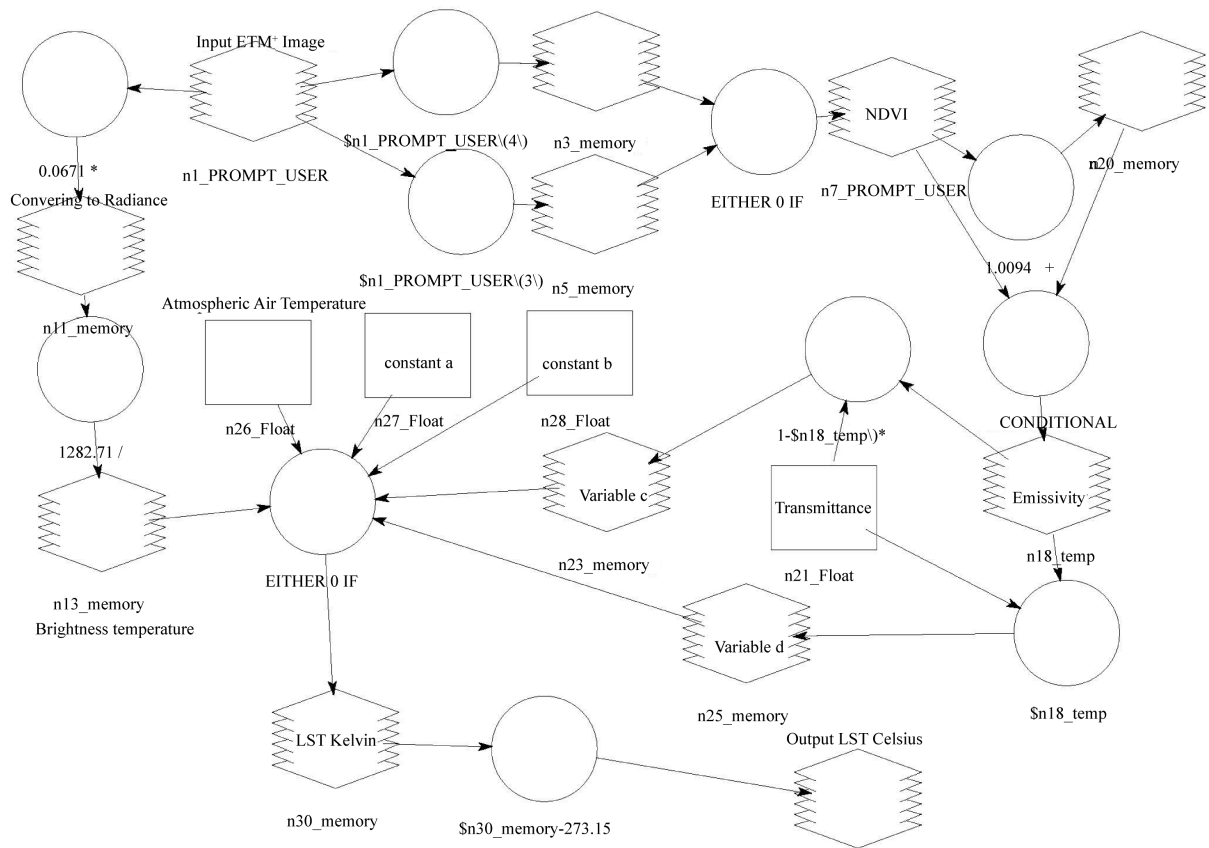 Input ETM+ Image
$n1_PROMPT_USER\(4\)
n3_memory
n1_PROMPT_USER
0.0671 *
Convering to Radiance
NDVI
n20_memory
n7_PROMPT_USER
EITHER 0 IF
$n1_PROMPT_USER\(3\)
n5_memory
1.0094 +
n11_memory
Atmospheric Air Temperature
constant a
constant b
n26_Float
n27_Float
n28_Float
CONDITIONAL
1-$n18_temp\)*
1282.71 /
Variable c
Transmittance
Emissivity
n18_temp
n23_memory
n21_Float
EITHER 0 IF
n13_memory
Brightness temperature
Variable d
n25_memory
$n18_temp
LST Kelvin
Output LST Celsius
n30_memory
$n30_memory-273.15